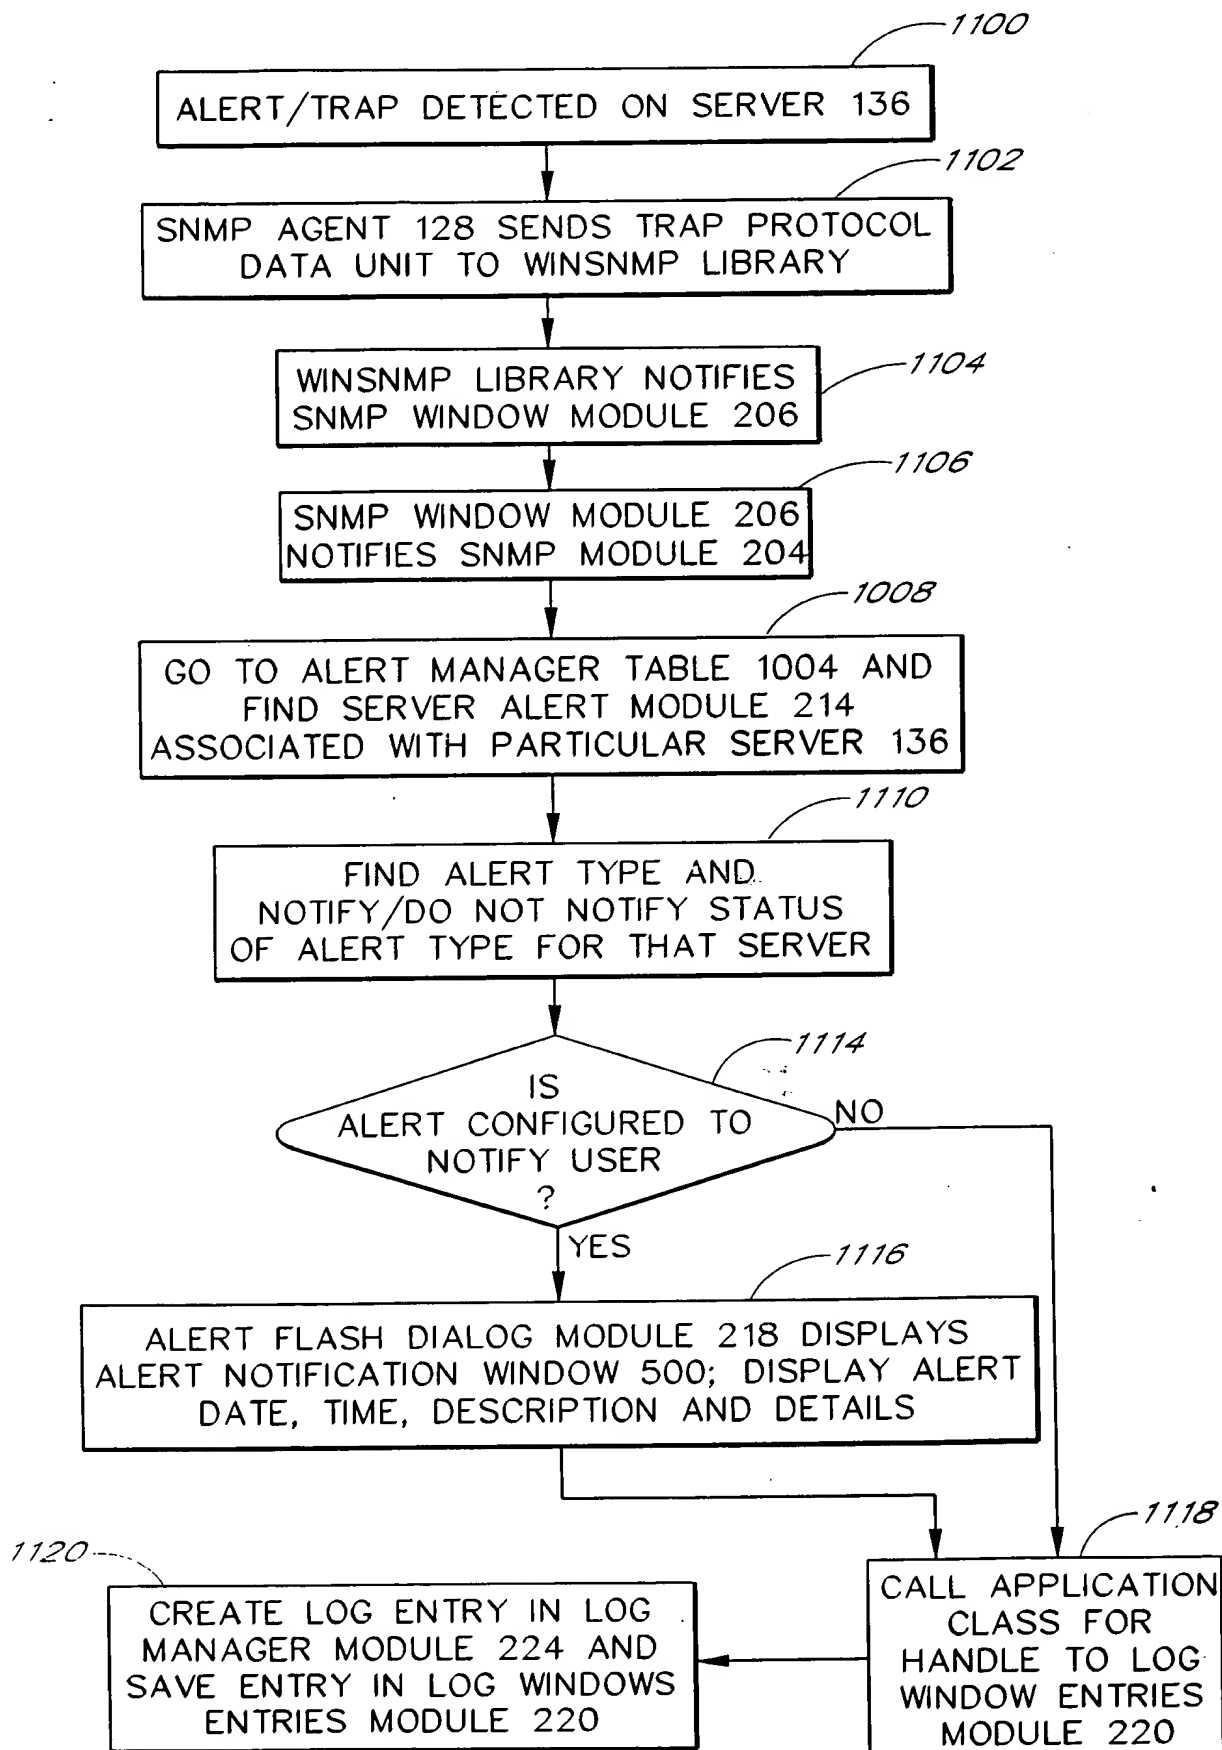 1100
ALERT/TRAP DETECTED ON SERVER 136
1102
SNMP AGENT 128 SENDS TRAP PROTOCOL
DATA UNIT TO WINSNMP LIBRARY
1104
WINSNMP LIBRARY NOTIFIES
SNMP WINDOW MODULE 206
1106
SNMP WINDOW MODULE 206
NOTIFIES SNMP MODULE 204
1008
GO TO ALERT MANAGER TABLE 1004 AND
FIND SERVER ALERT MODULE 214
ASSOCIATED WITH PARTICULAR SERVER 136
1110
FIND ALERT TYPE AND
NOTIFY/DO NOT NOTIFY STATUS
OF ALERT TYPE FOR THAT SERVER
1114
IS
ALERT CONFIGURED TO
NOTIFY USER
?
NO
YES
1116
ALERT FLASH DIALOG MODULE 218 DISPLAYS
ALERT NOTIFICATION WINDOW 500; DISPLAY ALERT
DATE, TIME, DESCRIPTION AND DETAILS
1118
CALL APPLICATION
CLASS FOR
HANDLE TO LOG
WINDOW ENTRIES
MODULE 220
1120
CREATE LOG ENTRY IN LOG
MANAGER MODULE 224 AND
SAVE ENTRY IN LOG WINDOWS
ENTRIES MODULE 220